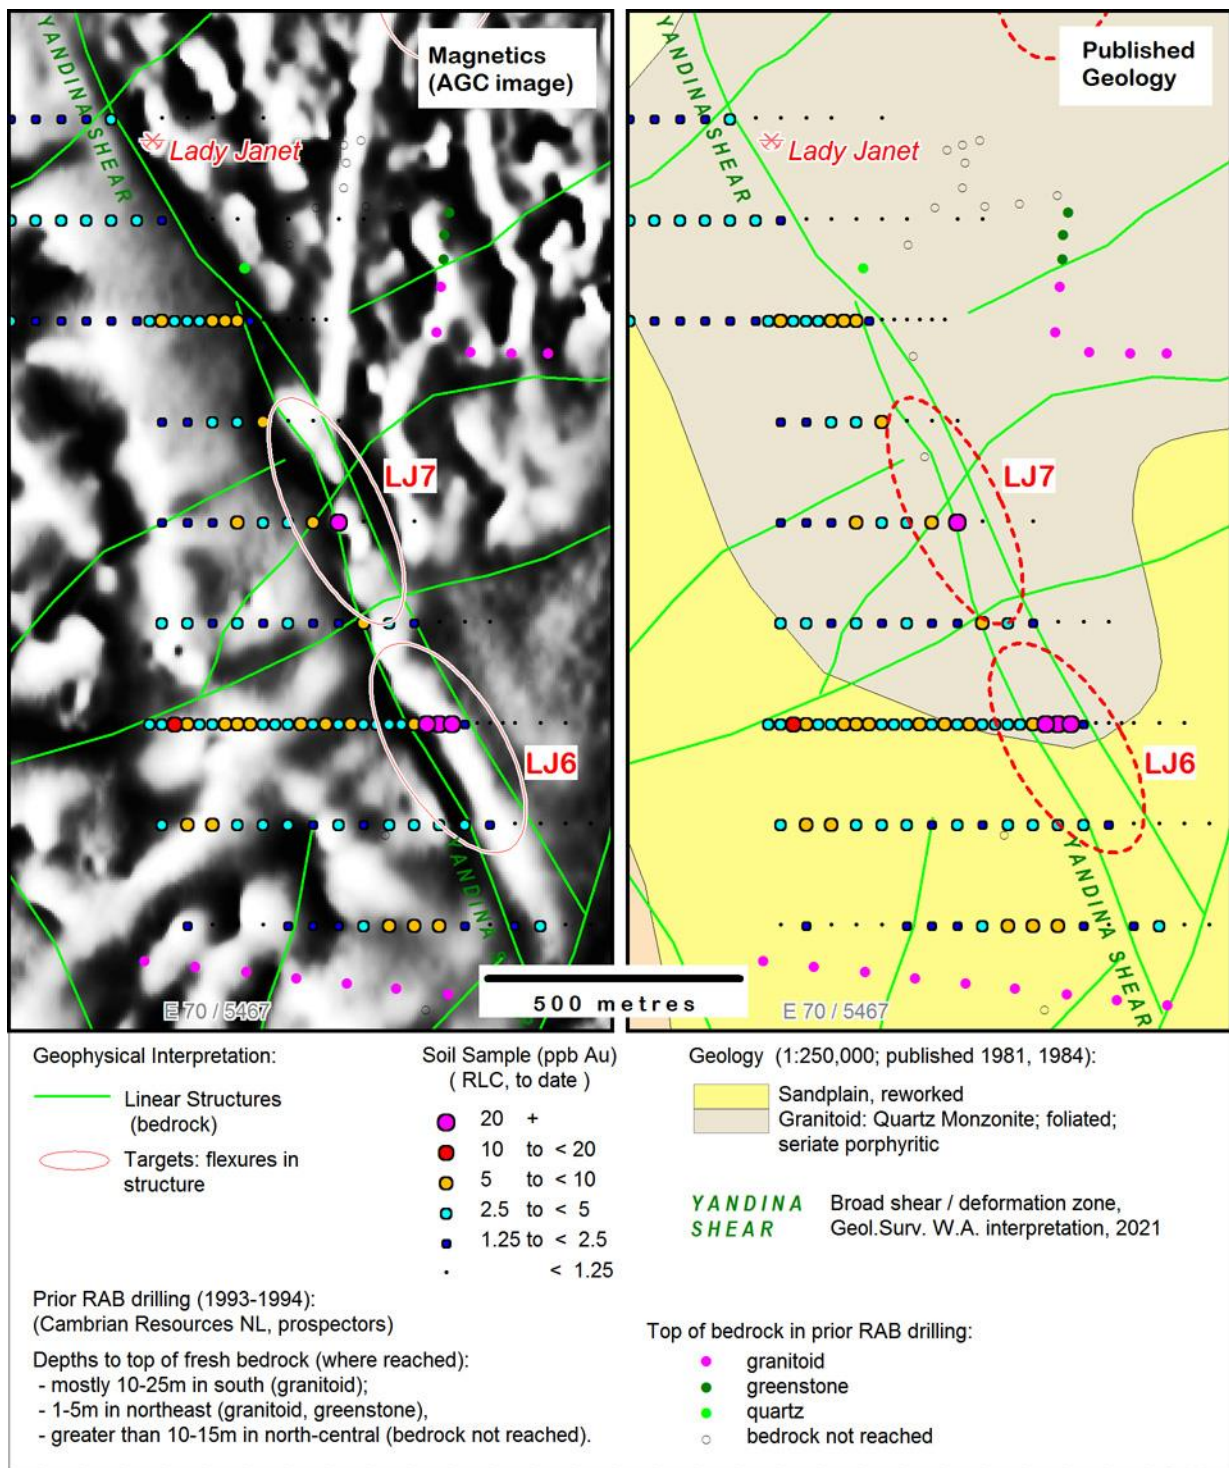 YANDINA SHEAR
Magnetics
(AGC image)
Lady Janet
LJ7
LJ6
YANDINA S
E 70 / 5467
YANDINA SHEAR
Published
Geology
Lady Janet
LJ7
LJ6
YANDINA SHEAR
E 70 / 5467
500 metres
Geophysical Interpretation:
Linear Structures
(bedrock)
Targets: flexures in
structure
Soil Sample (ppb Au)
( RLC, to date )
20 +
10 to < 20
5 to < 10
2.5 to < 5
1.25 to < 2.5
< 1.25
Geology (1:250,000; published 1981, 1984):
Sandplain, reworked
Granitoid: Quartz Monzonite; foliated;
seriate porphyritic
YANDINA Broad shear / deformation zone,
SHEAR Geol.Surv. W.A. interpretation, 2021
Prior RAB drilling (1993-1994):
(Cambrian Resources NL, prospectors)
Depths to top of fresh bedrock (where reached):
- mostly 10-25m in south (granitoid);
- 1-5m in northeast (granitoid, greenstone),
- greater than 10-15m in north-central (bedrock not reached).
Top of bedrock in prior RAB drilling:
granitoid
greenstone
quartz
bedrock not reached